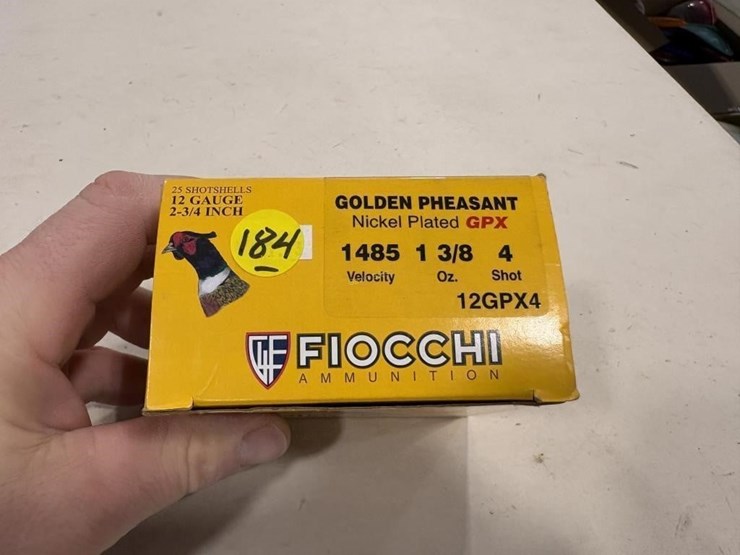 25 SHOTSHELLS
12 GAUGE
2-3/4 INCH
184
GOLDEN PHEASANT
Nickel Plated GPX
1485 1 3/8 4
Velocity Oz. Shot
12GPX4
GFL FIOCCHI
AMMUNITION